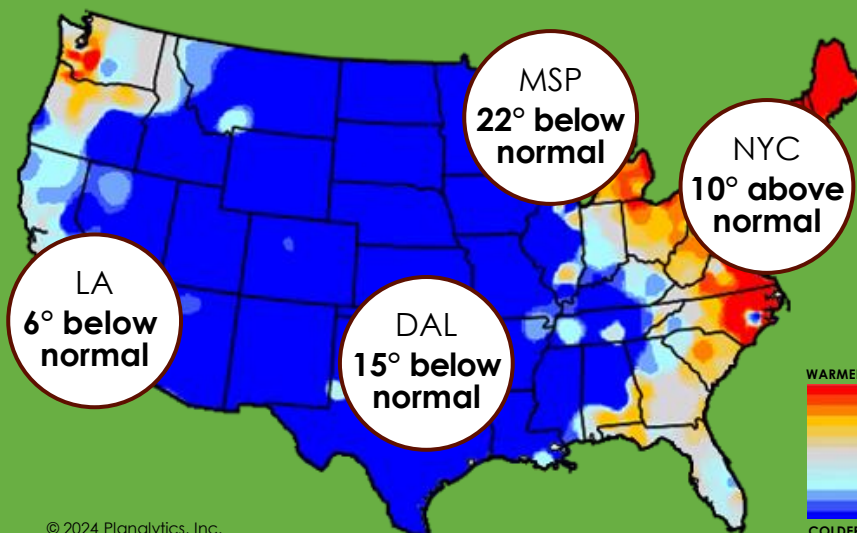 MSP
22° below
normal
NYC
10° above
normal
LA
6° below
normal
DAL
15° below
normal
WARMER
COLDER
© 2024 Planalytics, Inc.